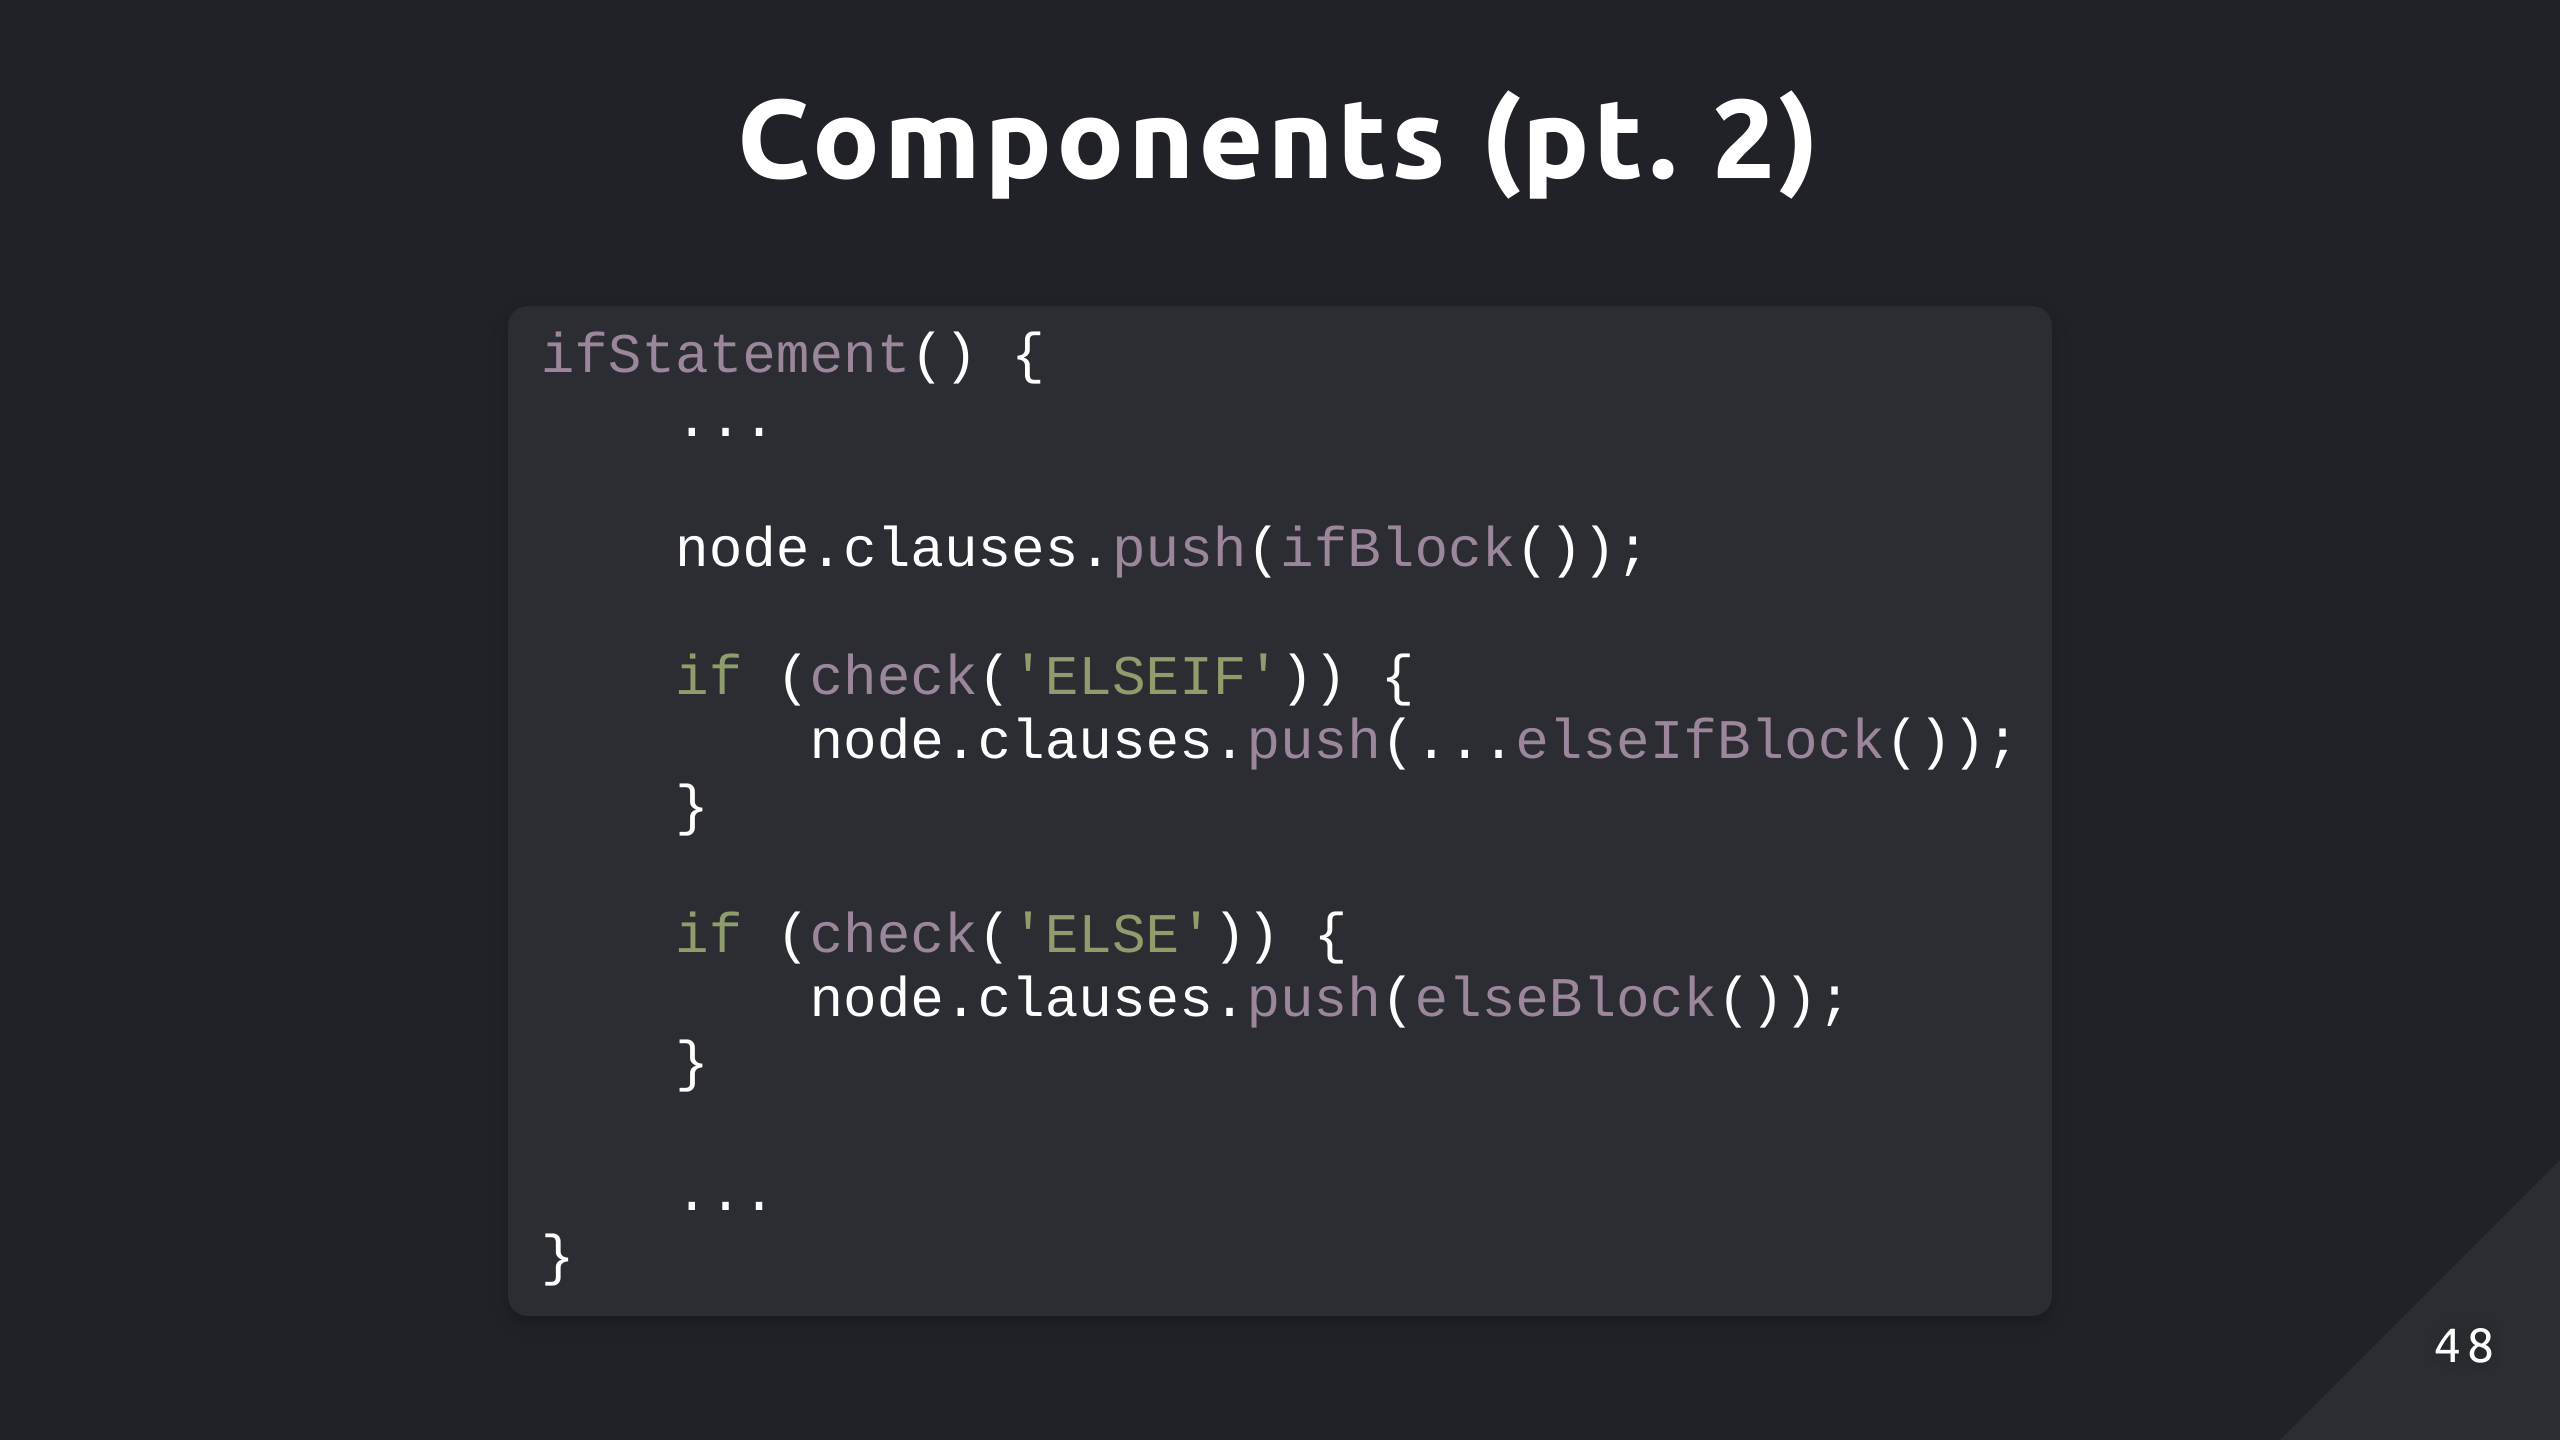 Components (pt. 2)
ifStatement() {
    ...
    node.clauses.push(ifBlock());
    if (check('ELSEIF')) {
        node.clauses.push(...elseIfBlock());
    }
    if (check('ELSE')) {
        node.clauses.push(elseBlock());
    }
    ...
}
48